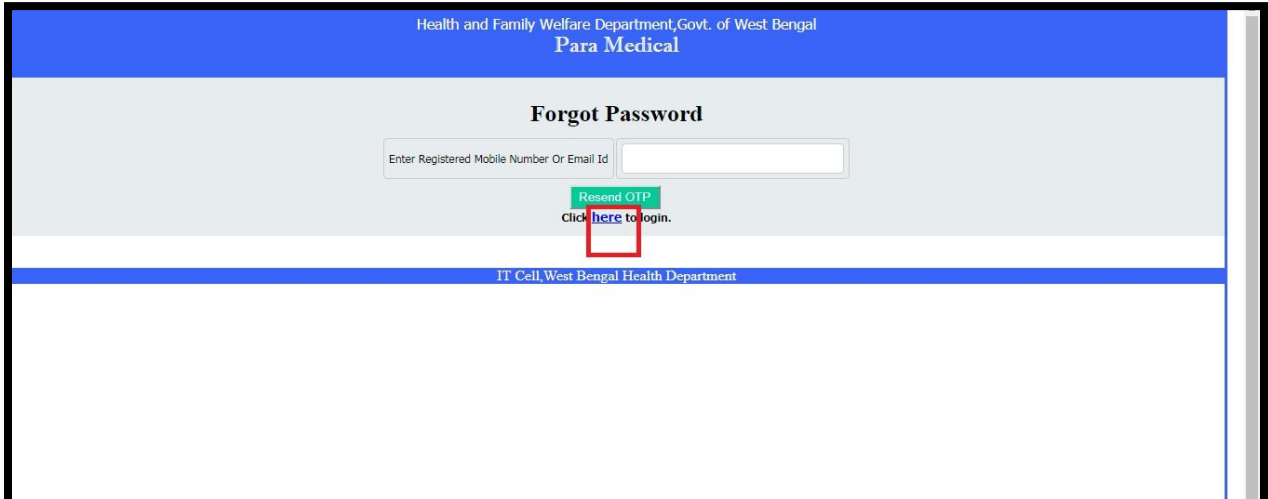 Health and Family Welfare Department,Govt. of West Bengal
Para Medical
Forgot Password
Enter Registered Mobile Number Or Email Id
Resend OTP
Click here to login.
IT Cell,West Bengal Health Department